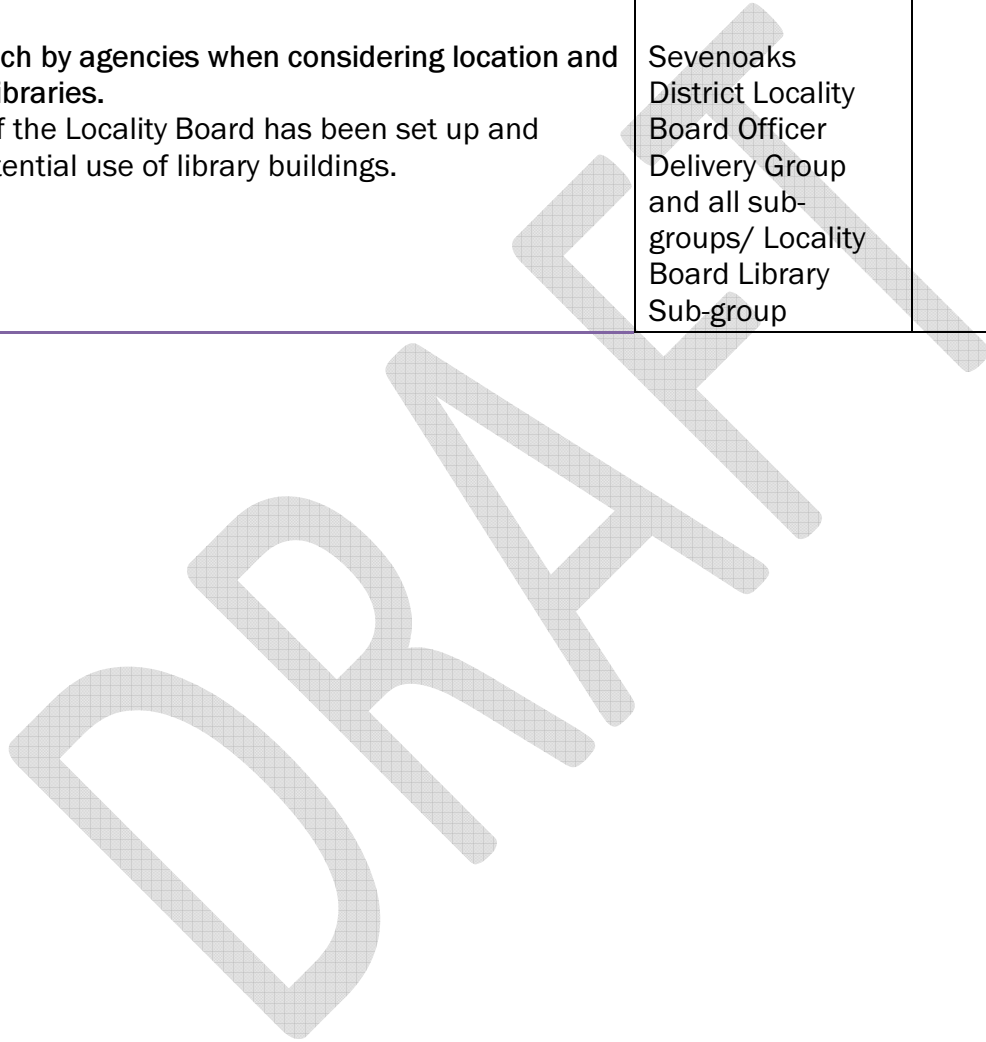 ch by agencies when considering location and
ibraries.
f the Locality Board has been set up and
tential use of library buildings.
Sevenoaks
District Locality
Board Officer
Delivery Group
and all sub-
groups/ Locality
Board Library
Sub-group
DRAFT